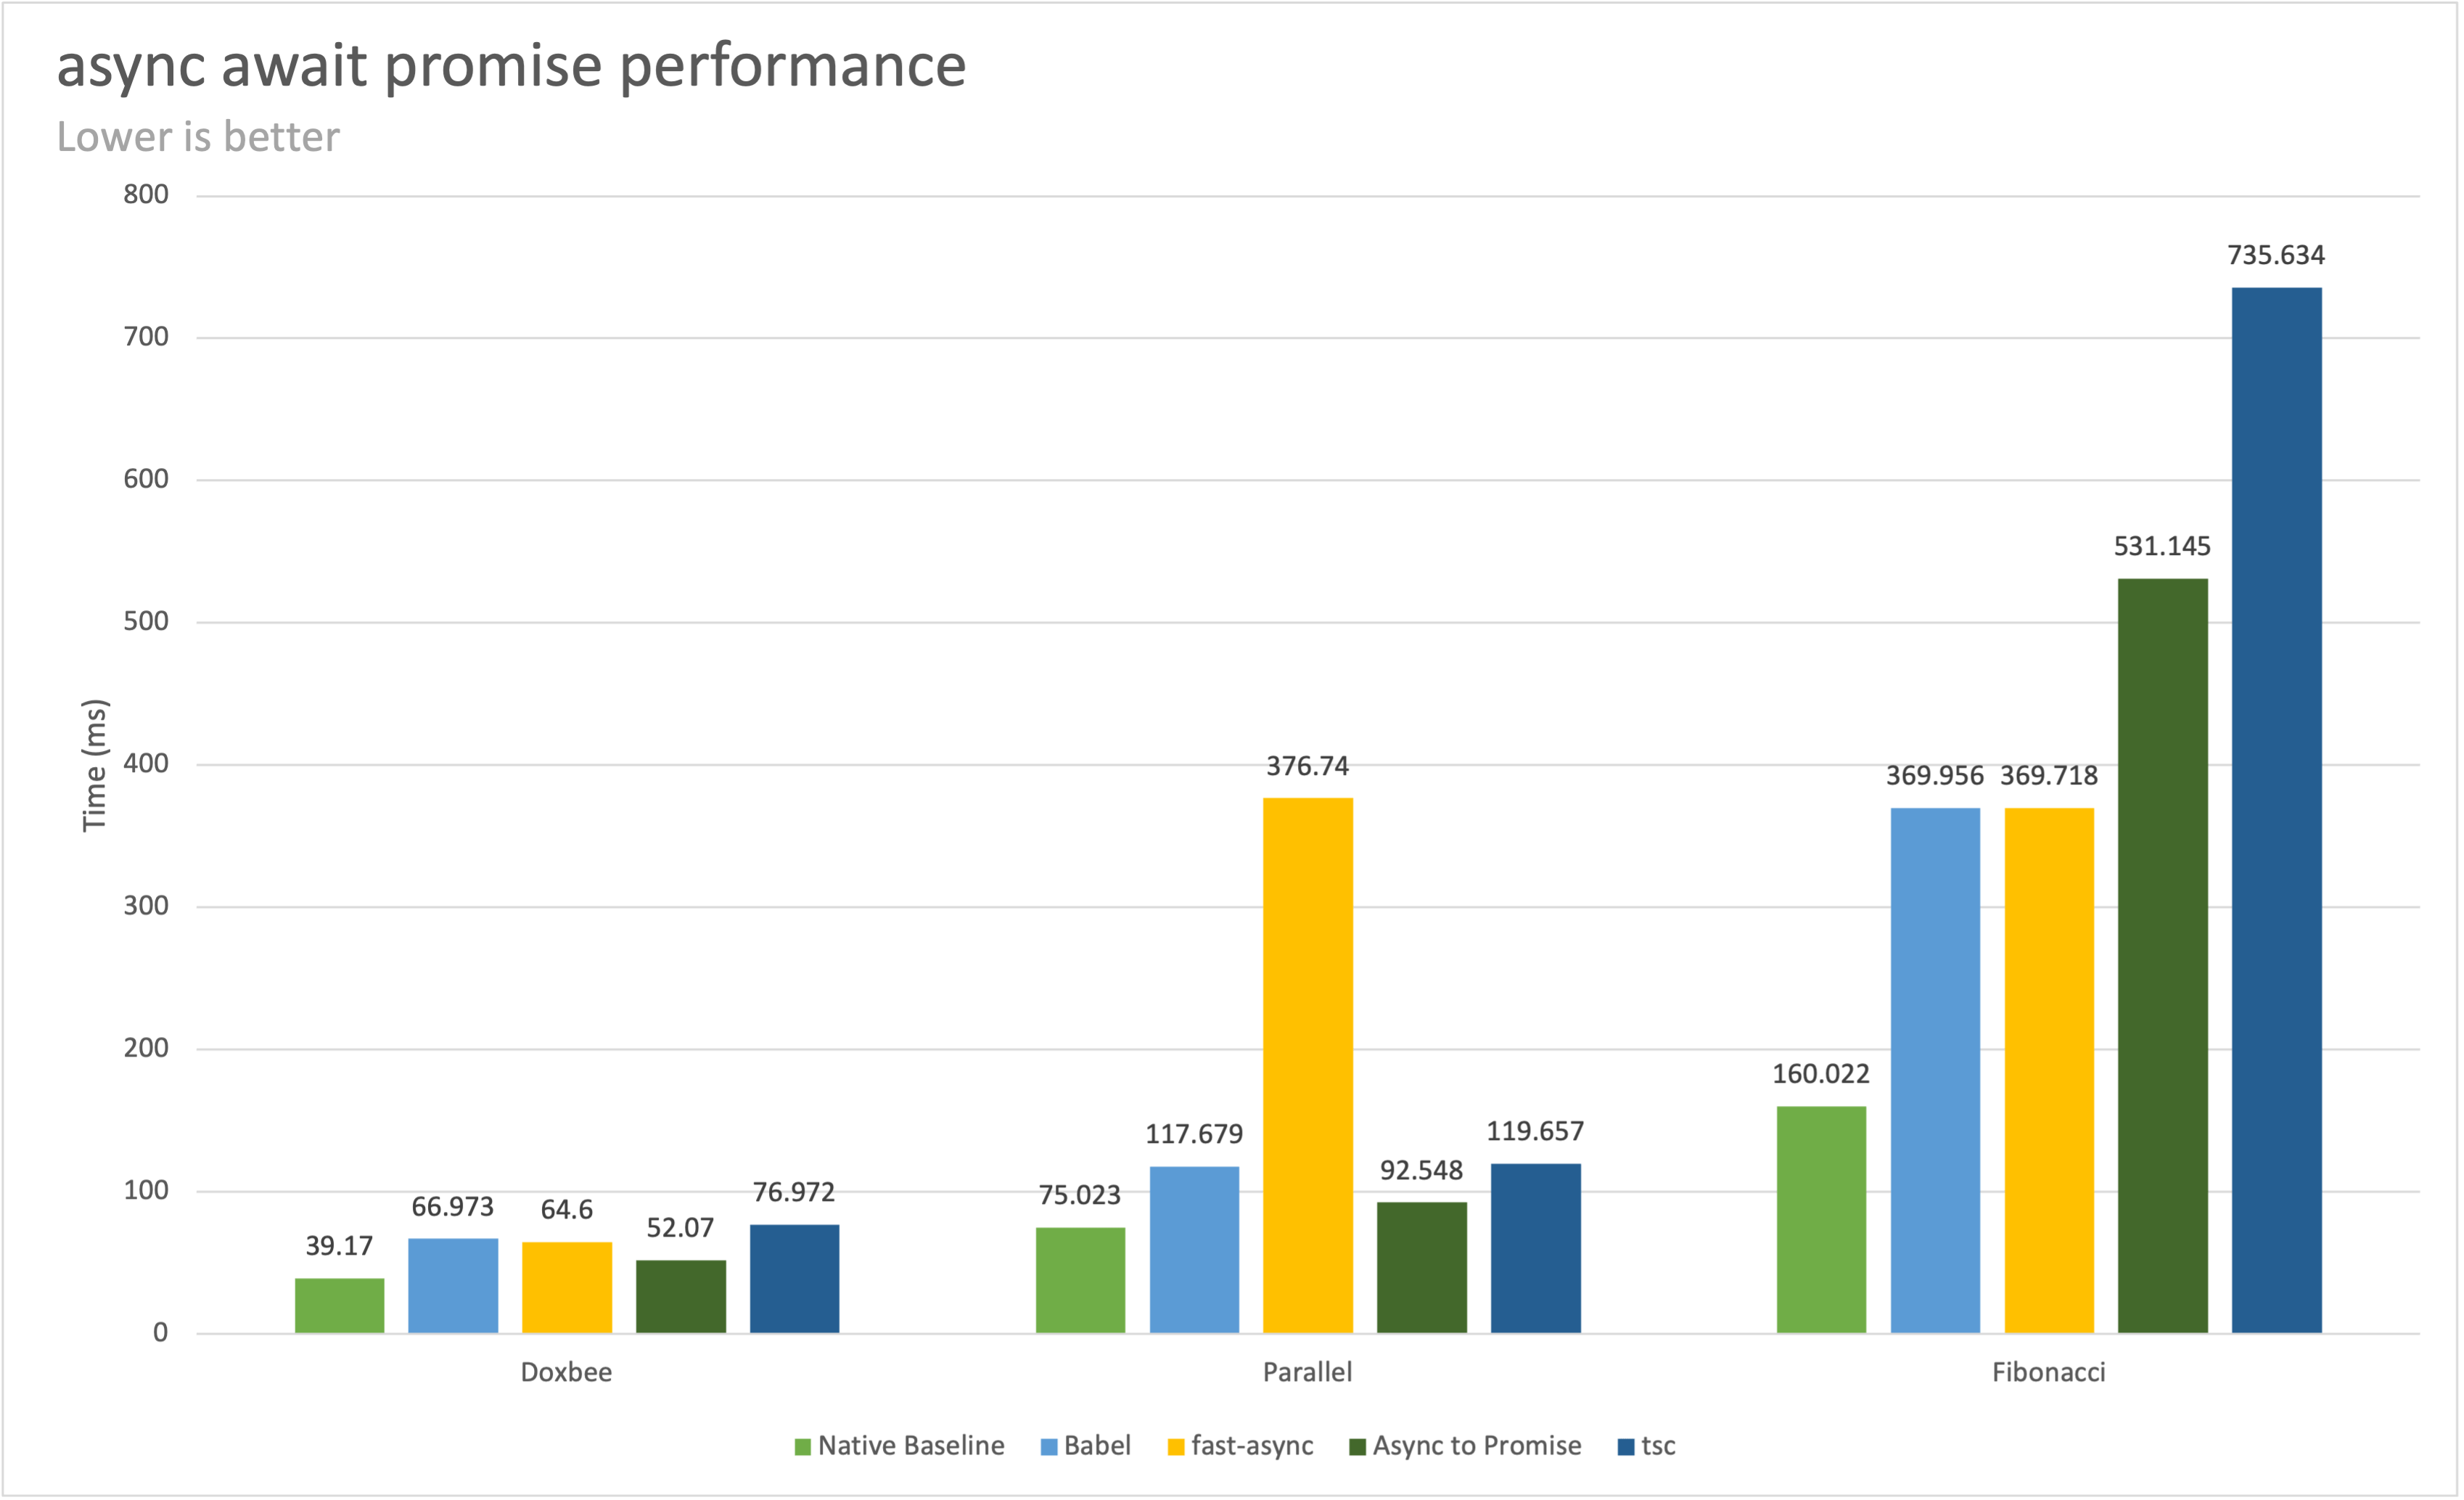 async await promise performance
Lower is better
800
700
600
500
400
300
200
100
0
Time (ms)
39.17
66.973
64.6
52.07
76.972
75.023
117.679
376.74
92.548
119.657
160.022
369.956
369.718
531.145
735.634
Doxbee
Parallel
Fibonacci
Native Baseline
Babel
fast-async
Async to Promise
tsc